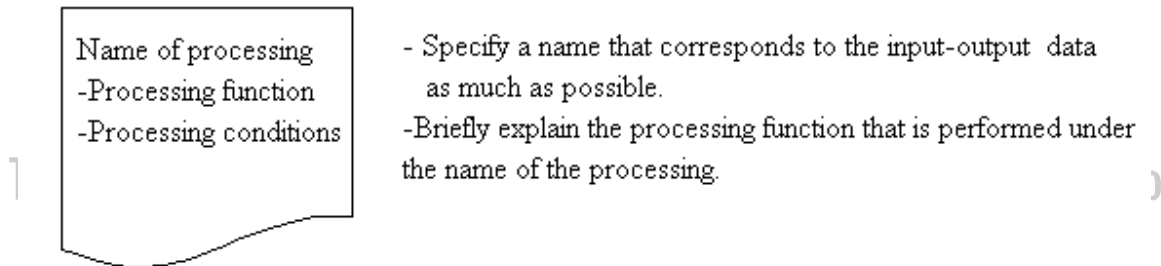 Name of processing
-Processing function
-Processing conditions
- Specify a name that corresponds to the input-output data
as much as possible.
-Briefly explain the processing function that is performed under
the name of the processing.